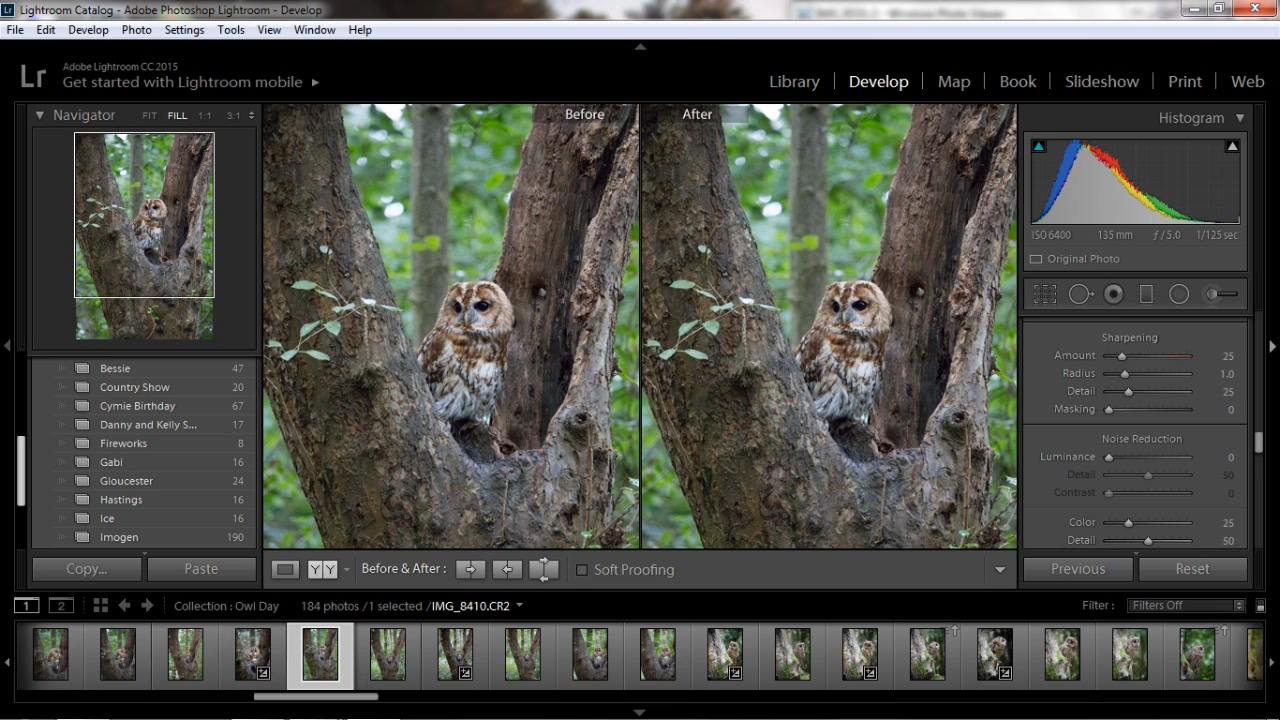 Lr Lightroom Catalog - Adobe Photoshop Lightroom - Develop
File Edit Develop Photo Settings Tools View Window Help
Lr Adobe Lightroom CC 2015
Get started with Lightroom mobile
Library Develop Map Book Slideshow Print Web
Navigator FIT FILL 1:1 3:1
Before
After
Histogram
ISO 6400 135 mm ƒ / 5.0 1/125 sec
Original Photo
Bessie 47
Country Show 20
Cymie Birthday 67
Danny and Kelly S... 17
Fireworks 8
Gabi 16
Gloucester 24
Hastings 16
Ice 16
Imogen 190
Sharpening
Amount 25
Radius 1.0
Detail 25
Masking 0
Noise Reduction
Luminance 0
Detail 50
Contrast 0
Color 25
Detail 50
Copy... Paste
YY Before & After : Soft Proofing
Previous Reset
1 2 Collection : Owl Day 184 photos /1 selected /IMG_8410.CR2 Filter : Filters Off